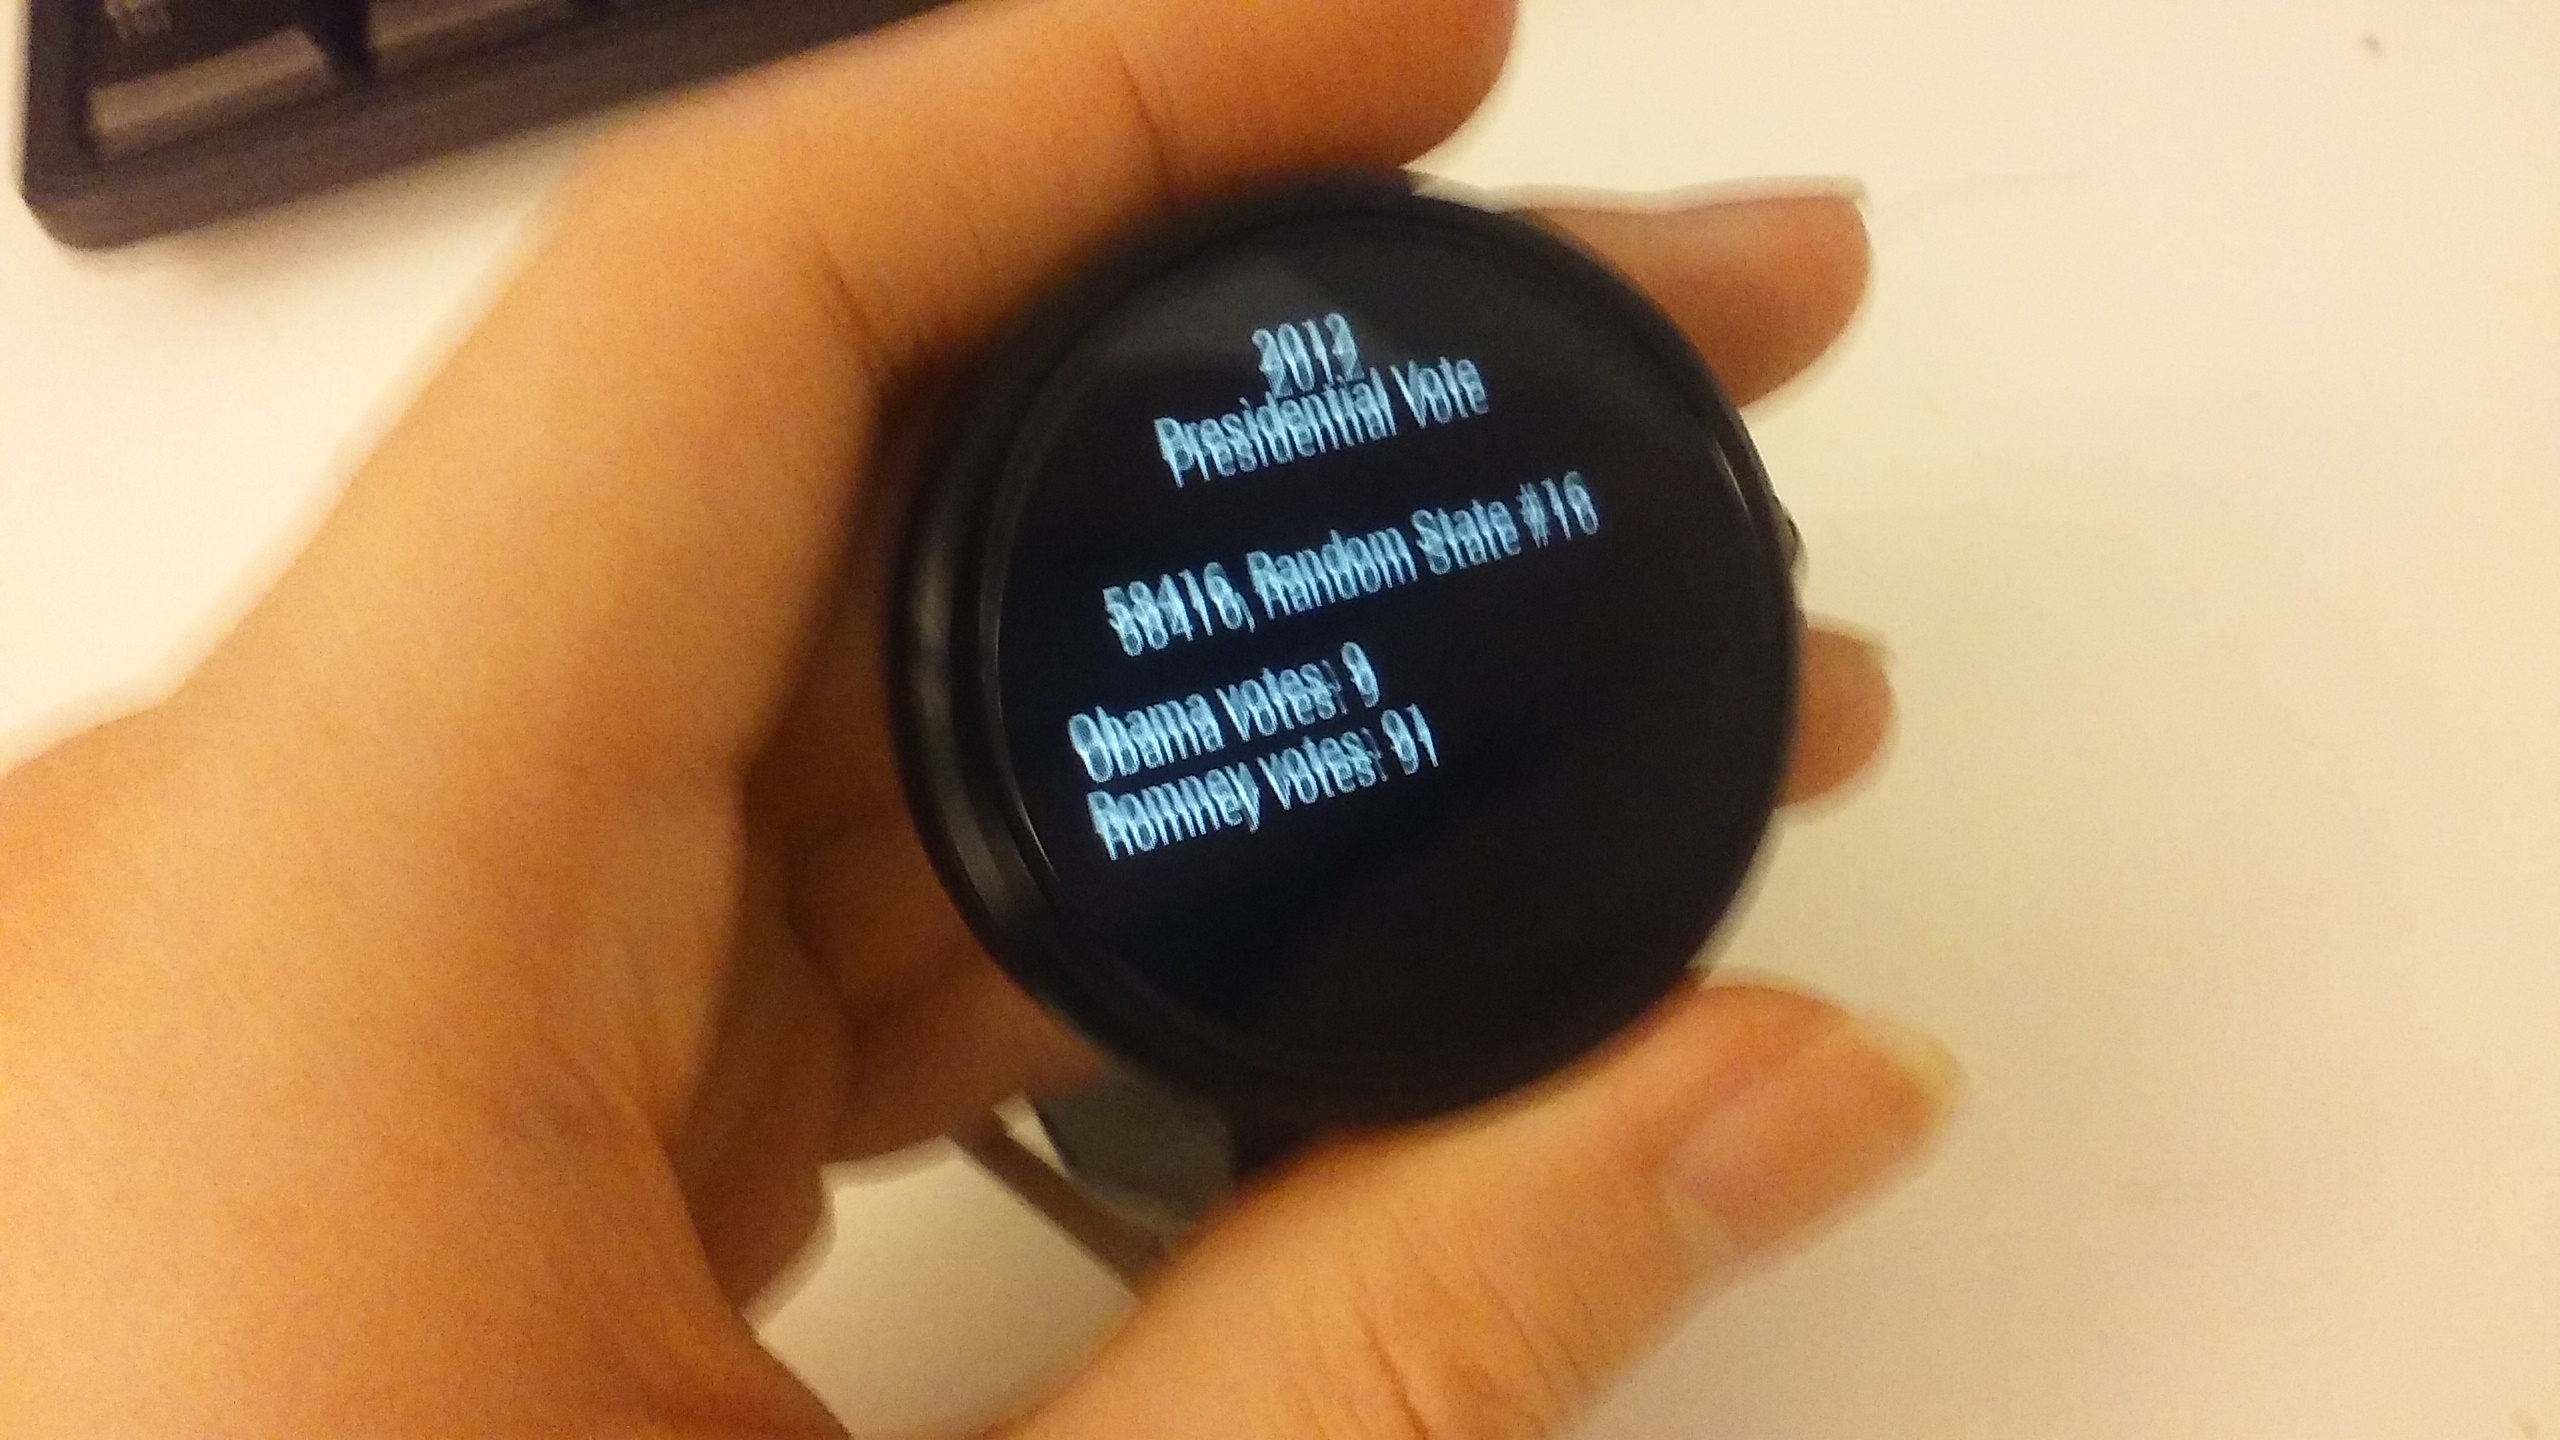 2012
Presidential Vote
58416, Random State #16
Obama votes: 9
Romney votes: 91